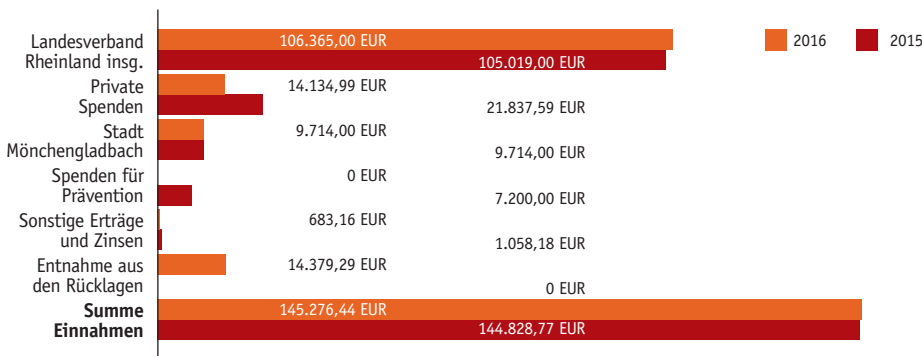 2016
2015
Landesverband
Rheinland insg.
106.365,00 EUR
105.019,00 EUR
Private
Spenden
14.134,99 EUR
21.837,59 EUR
Stadt
Mönchengladbach
9.714,00 EUR
9.714,00 EUR
Spenden für
Prävention
0 EUR
7.200,00 EUR
Sonstige Erträge
und Zinsen
683,16 EUR
1.058,18 EUR
Entnahme aus
den Rücklagen
14.379,29 EUR
0 EUR
Summe
Einnahmen
145.276,44 EUR
144.828,77 EUR